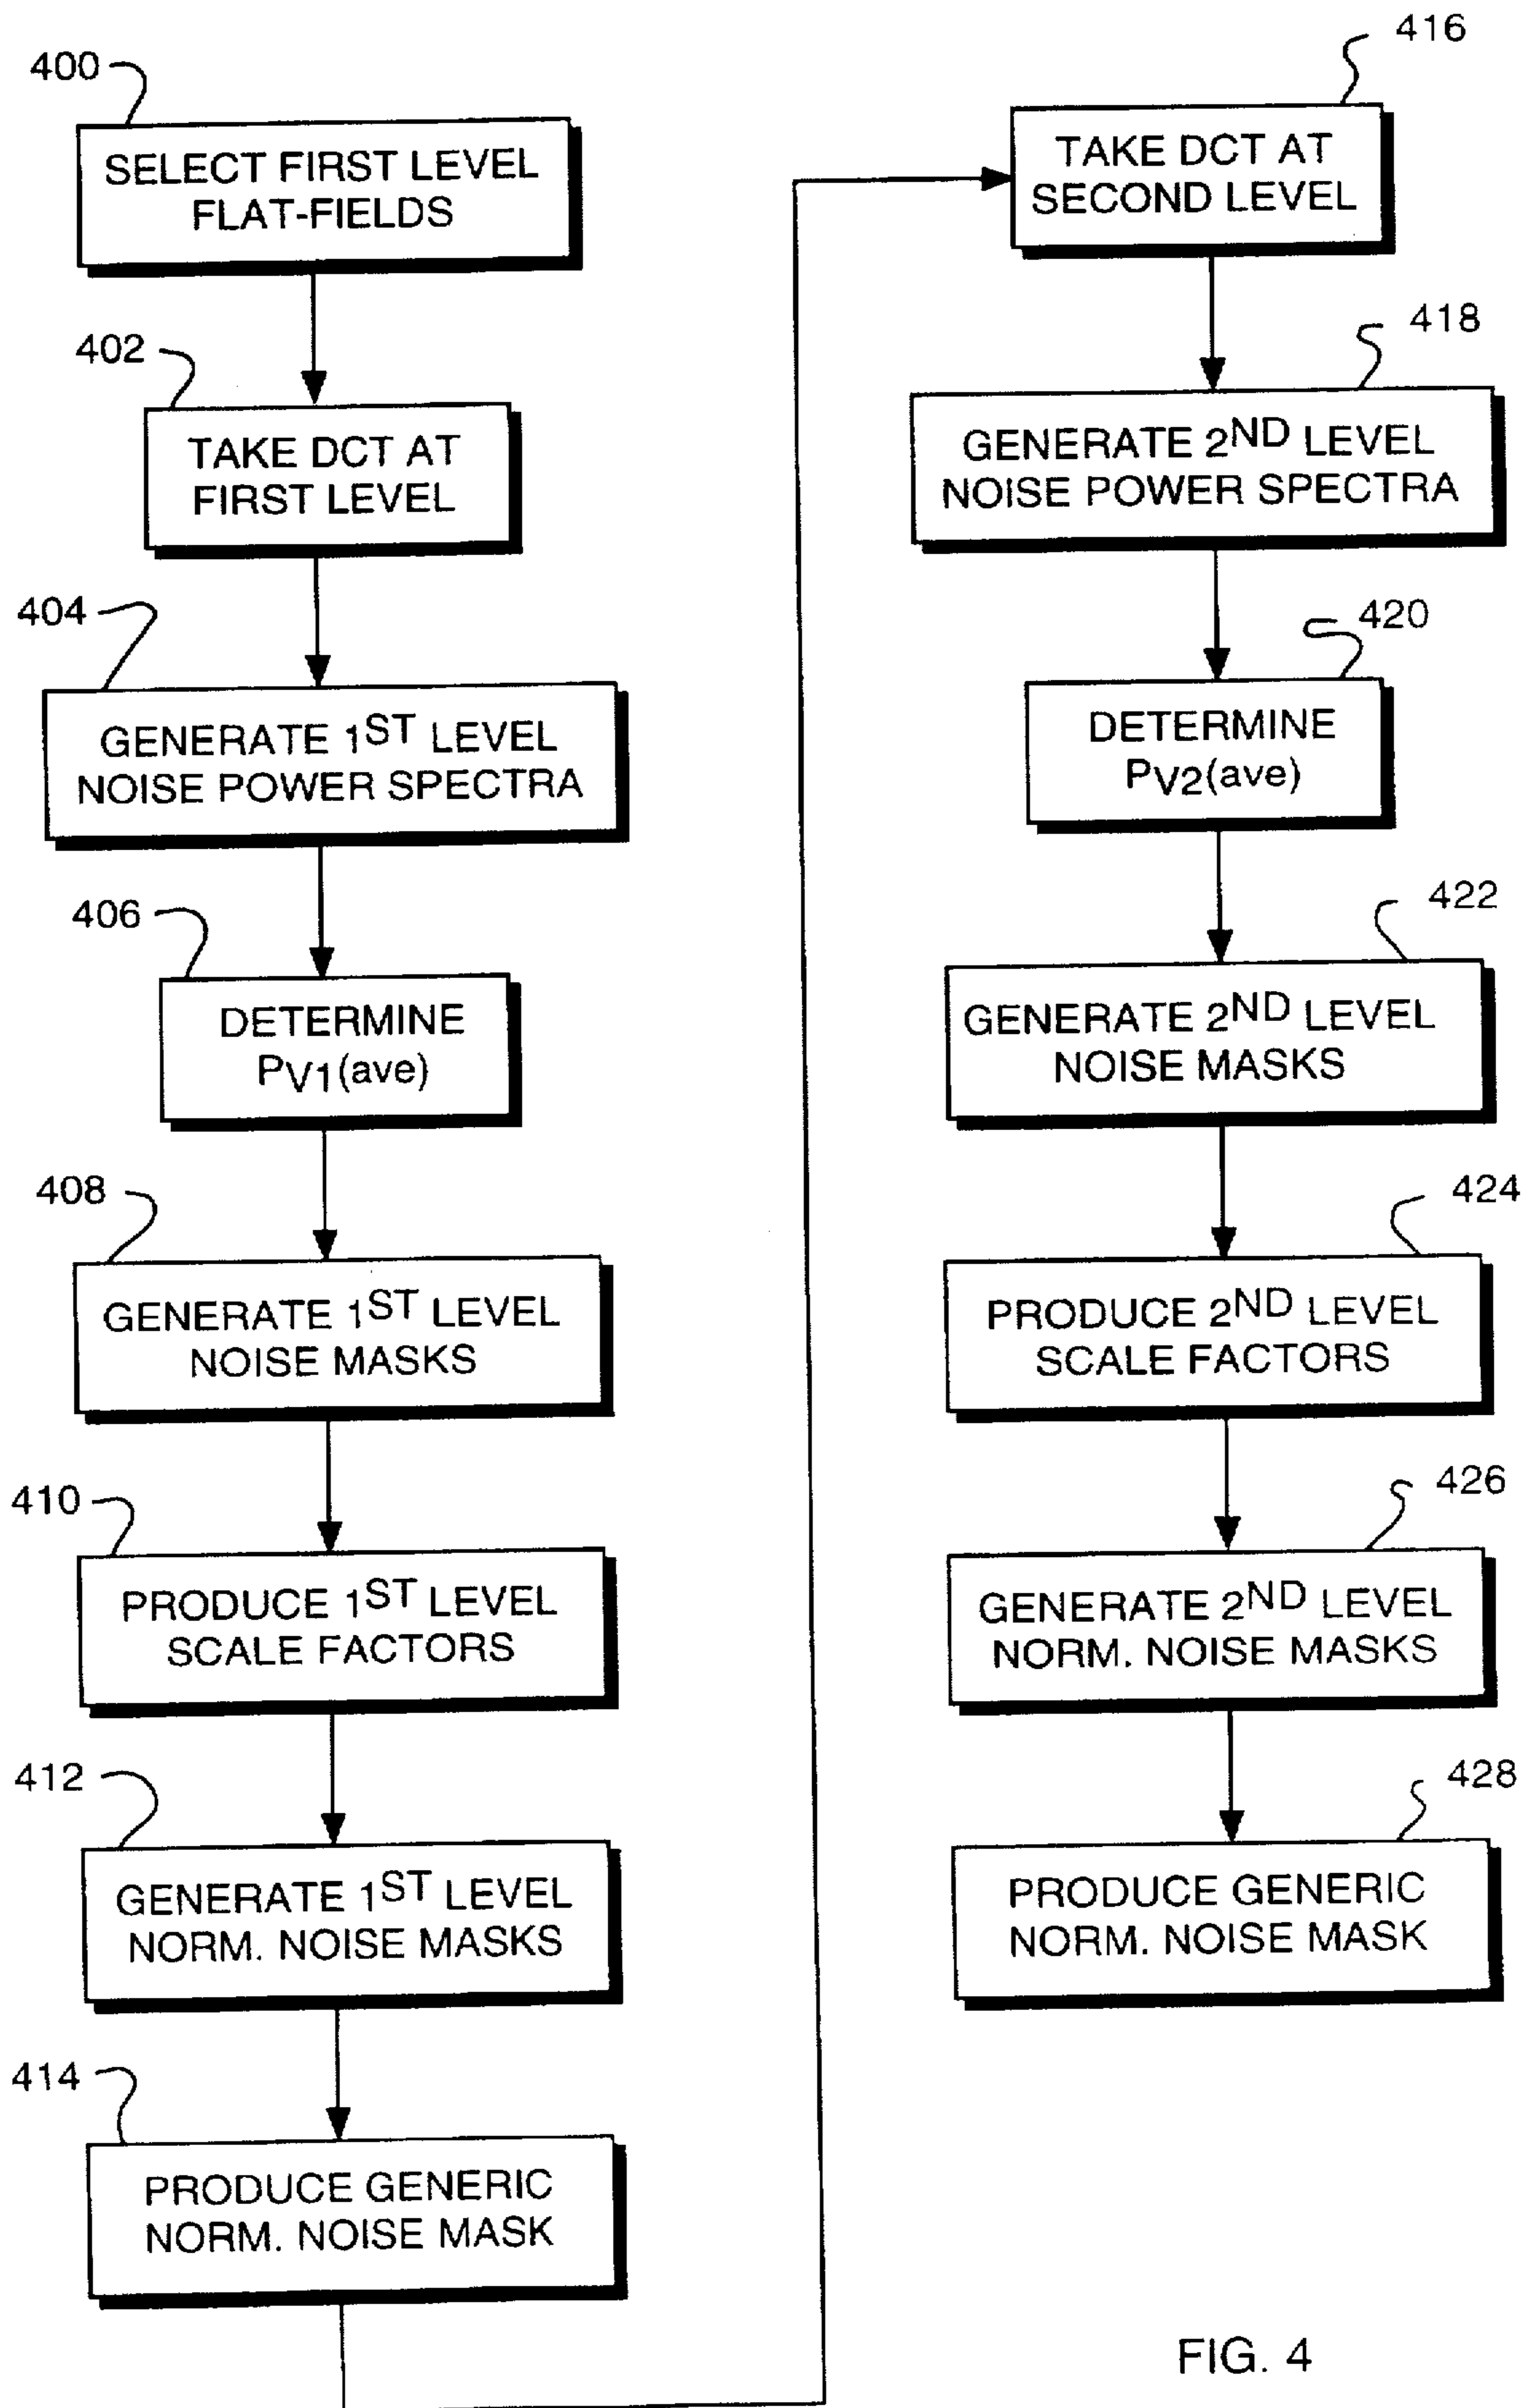 400
SELECT FIRST LEVEL
FLAT-FIELDS
402
TAKE DCT AT
FIRST LEVEL
404
GENERATE 1ST LEVEL
NOISE POWER SPECTRA
406
DETERMINE
PV1(ave)
408
GENERATE 1ST LEVEL
NOISE MASKS
410
PRODUCE 1ST LEVEL
SCALE FACTORS
412
GENERATE 1ST LEVEL
NORM. NOISE MASKS
414
PRODUCE GENERIC
NORM. NOISE MASK
416
TAKE DCT AT
SECOND LEVEL
418
GENERATE 2ND LEVEL
NOISE POWER SPECTRA
420
DETERMINE
PV2(ave)
422
GENERATE 2ND LEVEL
NOISE MASKS
424
PRODUCE 2ND LEVEL
SCALE FACTORS
426
GENERATE 2ND LEVEL
NORM. NOISE MASKS
428
PRODUCE GENERIC
NORM. NOISE MASK
FIG. 4